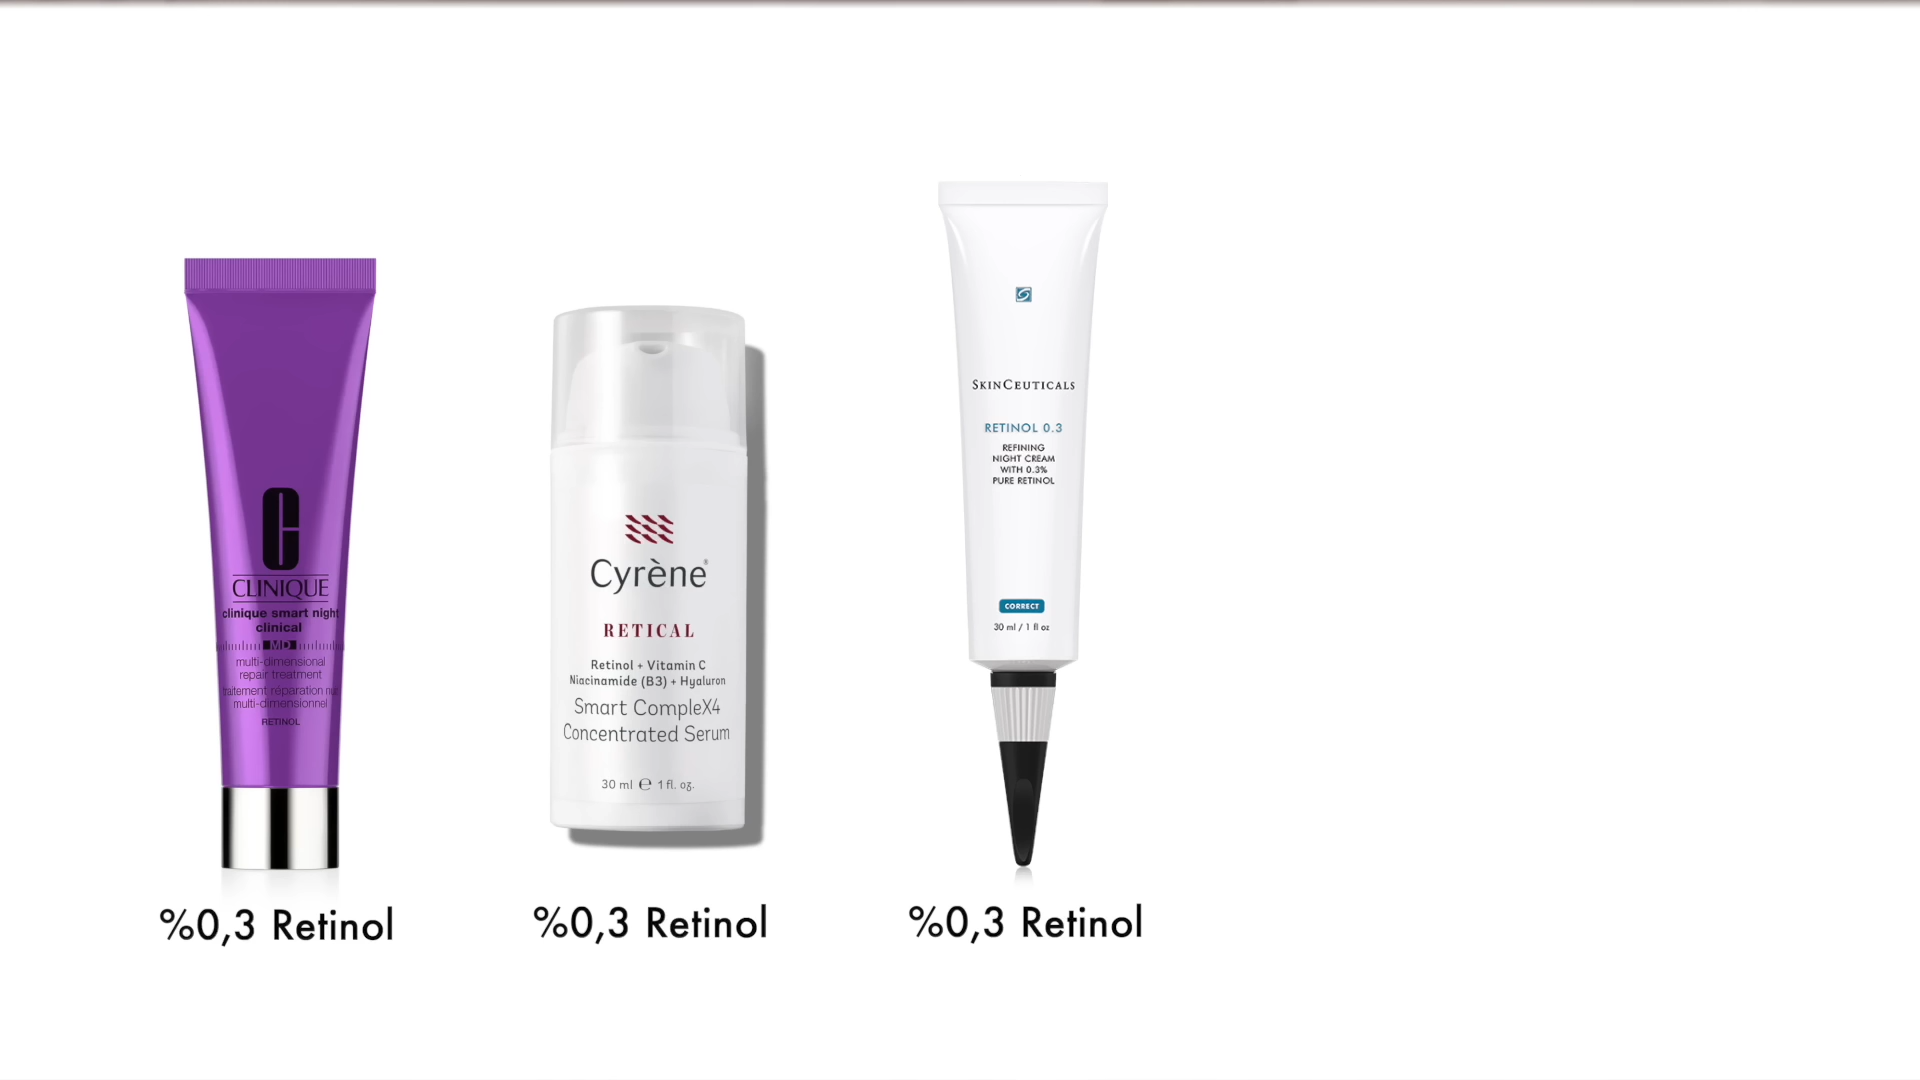 CLINIQUE
clinique smart night
clinical
MD
multi-dimensional
repair treatment
traitement réparation nuit
multi-dimensionnel
RETINOL
%0,3 Retinol
Cyrène
RETICAL
Retinol + Vitamin C
Niacinamide (B3) + Hyaluron
Smart CompleX4
Concentrated Serum
30 ml ℮ 1 fl. oz.
%0,3 Retinol
SKINCEUTICALS
RETINOL 0.3
REFINING
NIGHT CREAM
WITH 0.3%
PURE RETINOL
CORRECT
30 ml / 1 fl oz
%0,3 Retinol